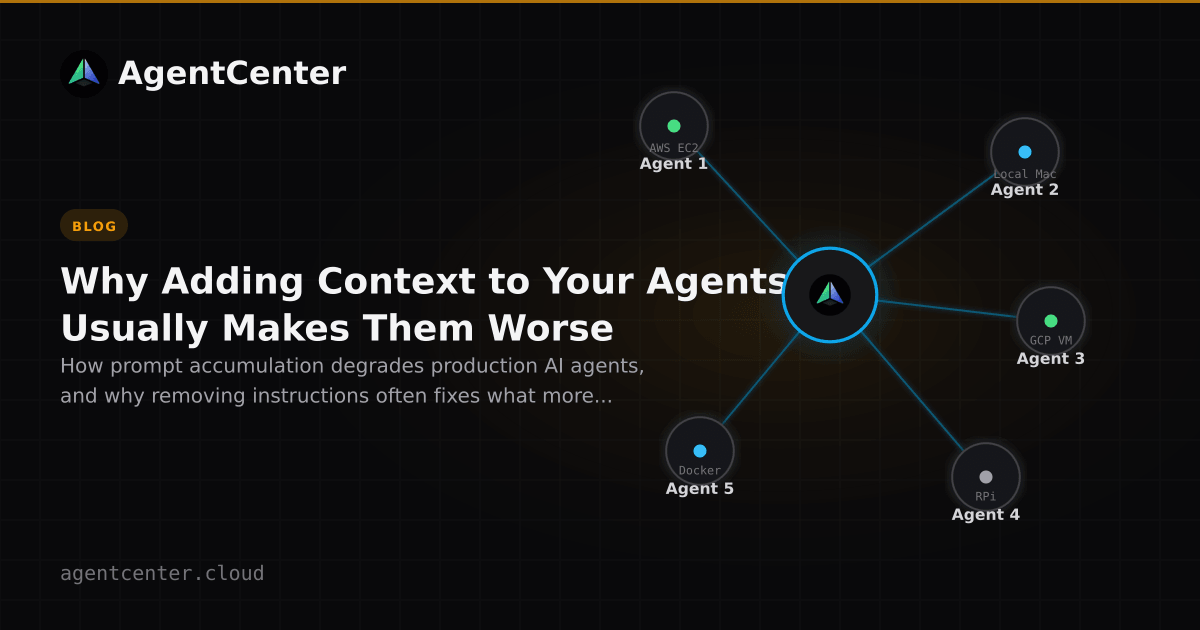 AgentCenter
BLOG
Why Adding Context to Your Agents
Usually Makes Them Worse
How prompt accumulation degrades production AI agents,
and why removing instructions often fixes what more...
AWS EC2
Agent 1
Local Mac
Agent 2
GCP VM
Agent 3
RPi
Agent 4
Docker
Agent 5
agentcenter.cloud